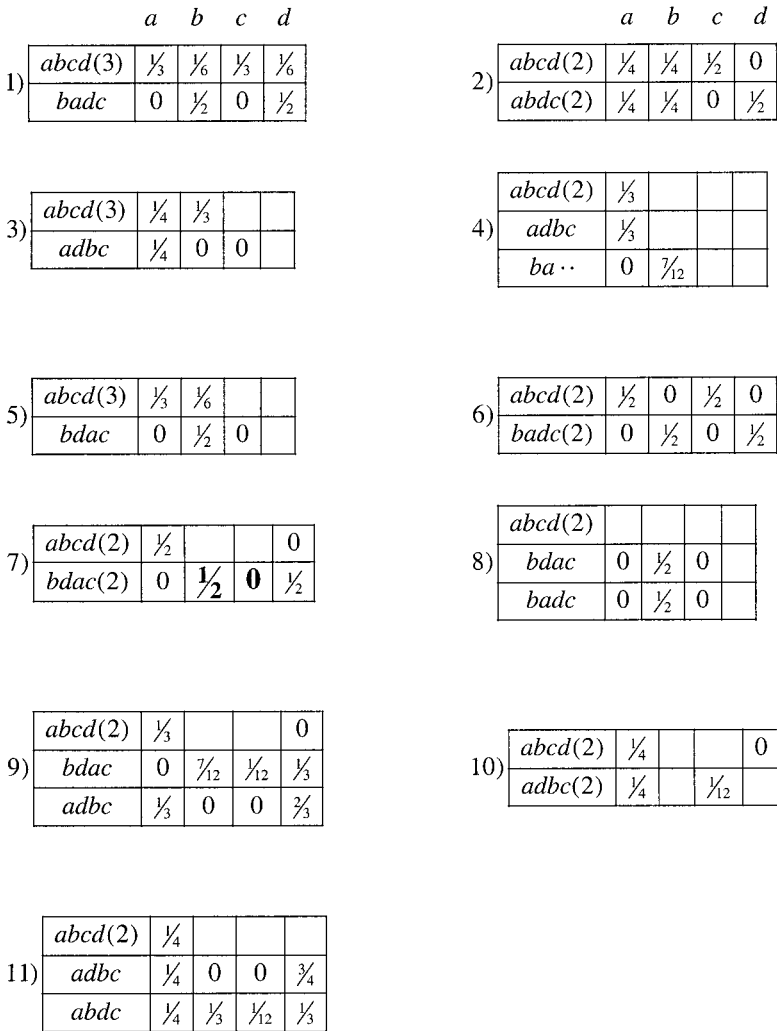 a b c d
a b c d
1) abcd(3) ⅓ ⅙ ⅓ ⅙
badc 0 ½ 0 ½
2) abcd(2) ¼ ¼ ½ 0
abdc(2) ¼ ¼ 0 ½
3) abcd(3) ¼ ⅓
adbc ¼ 0 0
4) abcd(2) ⅓
adbc ⅓
ba·· 0 7/12
5) abcd(3) ⅓ ⅙
bdac 0 ½ 0
6) abcd(2) ½ 0 ½ 0
badc(2) 0 ½ 0 ½
7) abcd(2) ½ 0
bdac(2) 0 ½ 0 ½
8) abcd(2)
bdac 0 ½ 0
badc 0 ½ 0
9) abcd(2) ⅓ 0
bdac 0 7/12 1/12 ⅓
adbc ⅓ 0 0 ⅔
10) abcd(2) ¼ 0
adbc(2) ¼ 1/12
11) abcd(2) ¼
adbc ¼ 0 0 ¾
abdc ¼ ⅓ 1/12 ⅓